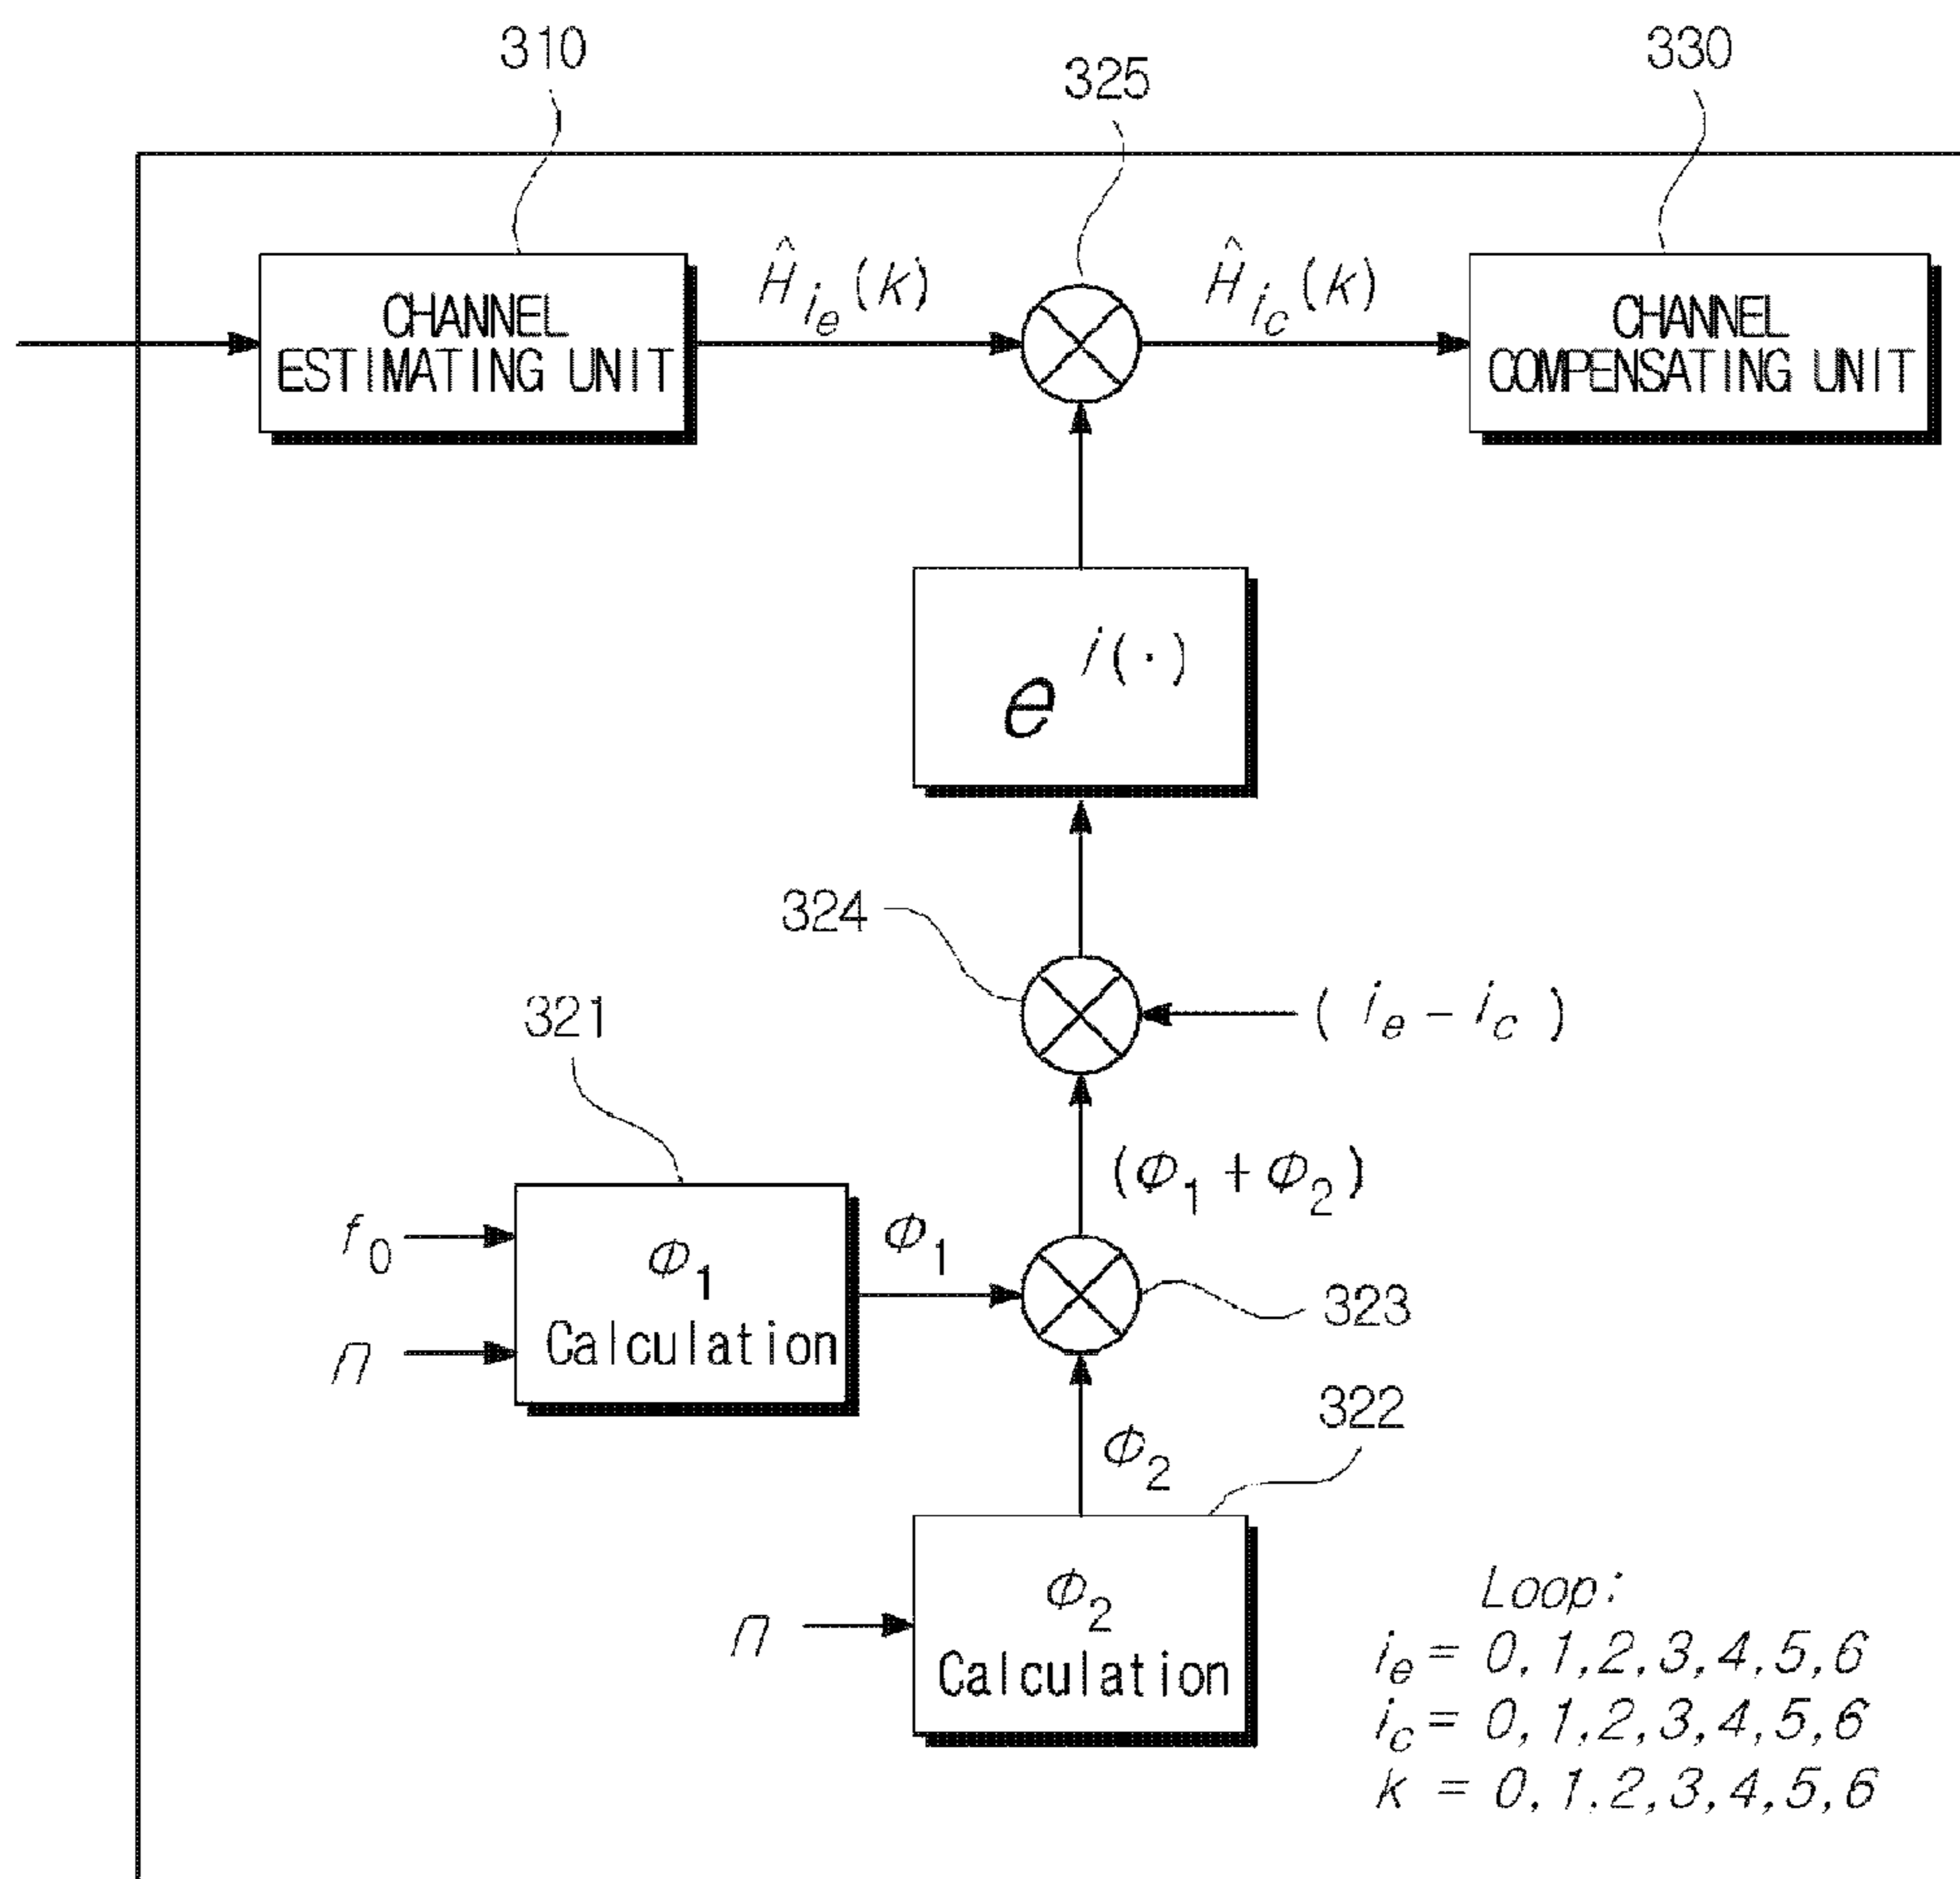 310
325
330
CHANNEL
ESTIMATING UNIT
Ĥ_{i_e}(k)
Ĥ_{i_c}(k)
CHANNEL
COMPENSATING UNIT
e^{i(·)}
324
(i_e − i_c)
321
(Φ₁ + Φ₂)
f₀
n
Φ₁
Calculation
Φ₁
323
322
Φ₂
n
Φ₂
Calculation
Loop:
i_e = 0, 1, 2, 3, 4, 5, 6
i_c = 0, 1, 2, 3, 4, 5, 6
k = 0, 1, 2, 3, 4, 5, 6